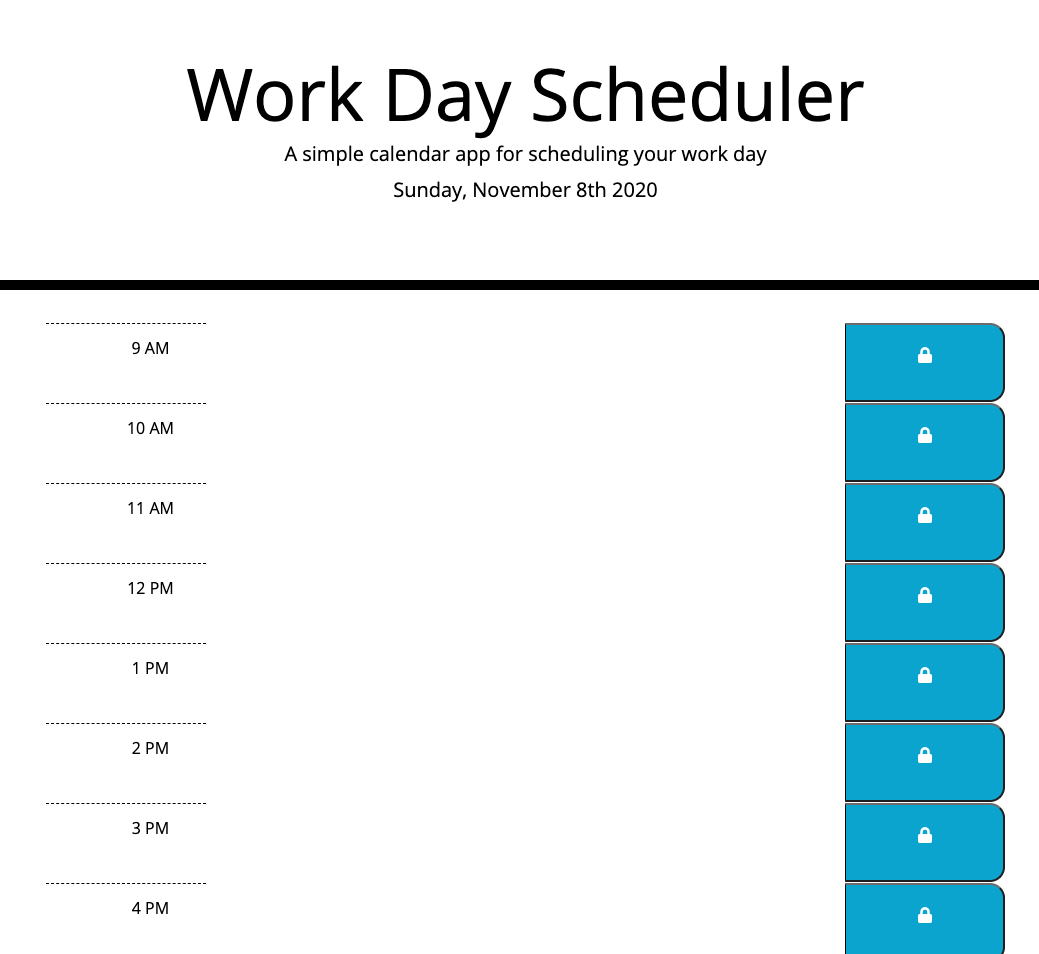 Work Day Scheduler
A simple calendar app for scheduling your work day
Sunday, November 8th 2020
9 AM
10 AM
11 AM
12 PM
1 PM
2 PM
3 PM
4 PM